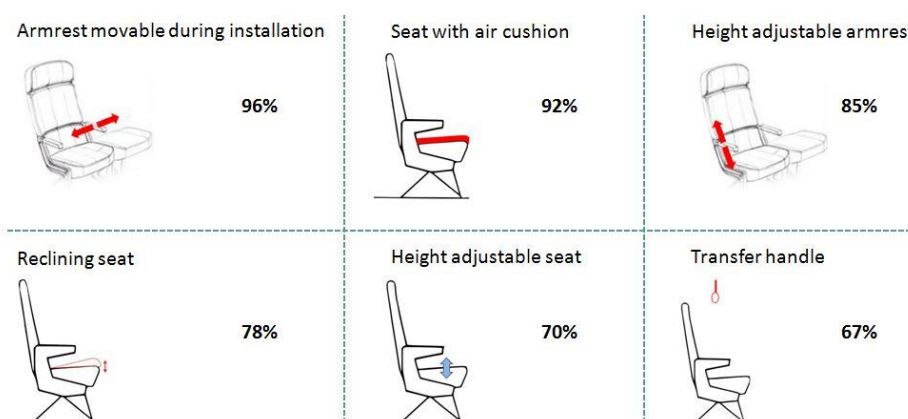 Armrest movable during installation
96%
Seat with air cushion
92%
Height adjustable armres
85%
Reclining seat
78%
Height adjustable seat
70%
Transfer handle
67%